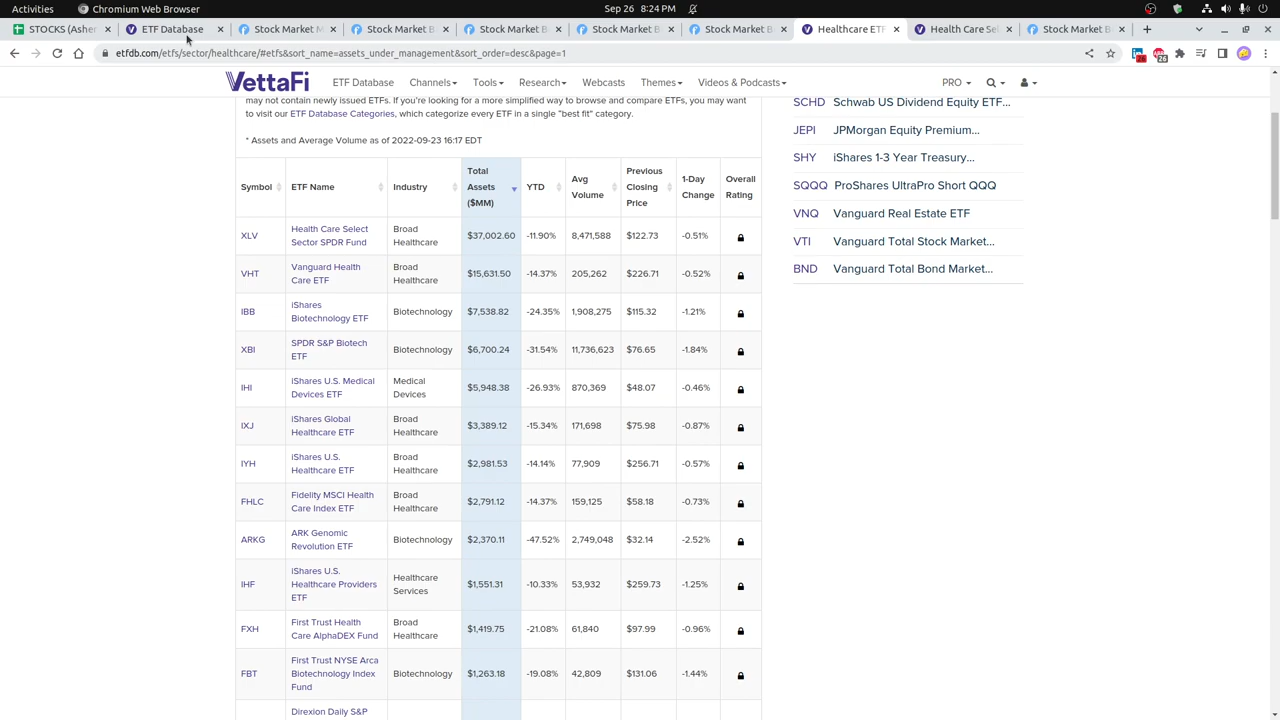 Activities
Chromium Web Browser
Sep 26 8:24 PM
STOCKS (Ashe
ETF Database
Stock Market M
Stock Market B
Stock Market B
Stock Market B
Stock Market B
Healthcare ETF
Health Care Sel
Stock Market B
etfdb.com/etfs/sector/healthcare/#etfs&sort_name=assets_under_management&sort_order=desc&page=1
26
26
VettaFi
ETF Database
Channels
Tools
Research
Webcasts
Themes
Videos & Podcasts
PRO
may not contain newly issued ETFs. If you're looking for a more simplified way to browse and compare ETFs, you may want
to visit our ETF Database Categories, which categorize every ETF in a single "best fit" category.
* Assets and Average Volume as of 2022-09-23 16:17 EDT
Symbol
ETF Name
Industry
Total
Assets
($MM)
YTD
Avg
Volume
Previous
Closing
Price
1-Day
Change
Overall
Rating
XLV
Health Care Select
Sector SPDR Fund
Broad
Healthcare
$37,002.60
-11.90%
8,471,588
$122.73
-0.51%
VHT
Vanguard Health
Care ETF
Broad
Healthcare
$15,631.50
-14.37%
205,262
$226.71
-0.52%
IBB
iShares
Biotechnology ETF
Biotechnology
$7,538.82
-24.35%
1,908,275
$115.32
-1.21%
XBI
SPDR S&P Biotech
ETF
Biotechnology
$6,700.24
-31.54%
11,736,623
$76.65
-1.84%
IHI
iShares U.S. Medical
Devices ETF
Medical
Devices
$5,948.38
-26.93%
870,369
$48.07
-0.46%
IXJ
iShares Global
Healthcare ETF
Broad
Healthcare
$3,389.12
-15.34%
171,698
$75.98
-0.87%
IYH
iShares U.S.
Healthcare ETF
Broad
Healthcare
$2,981.53
-14.14%
77,909
$256.71
-0.57%
FHLC
Fidelity MSCI Health
Care Index ETF
Broad
Healthcare
$2,791.12
-14.37%
159,125
$58.18
-0.73%
ARKG
ARK Genomic
Revolution ETF
Biotechnology
$2,370.11
-47.52%
2,749,048
$32.14
-2.52%
IHF
iShares U.S.
Healthcare Providers
ETF
Healthcare
Services
$1,551.31
-10.33%
53,932
$259.73
-1.25%
FXH
First Trust Health
Care AlphaDEX Fund
Broad
Healthcare
$1,419.75
-21.08%
61,840
$97.99
-0.96%
FBT
First Trust NYSE Arca
Biotechnology Index
Fund
Biotechnology
$1,263.18
-19.08%
42,809
$131.06
-1.44%
Direxion Daily S&P
SCHD Schwab US Dividend Equity ETF...
JEPI JPMorgan Equity Premium...
SHY iShares 1-3 Year Treasury...
SQQQ ProShares UltraPro Short QQQ
VNQ Vanguard Real Estate ETF
VTI Vanguard Total Stock Market...
BND Vanguard Total Bond Market...